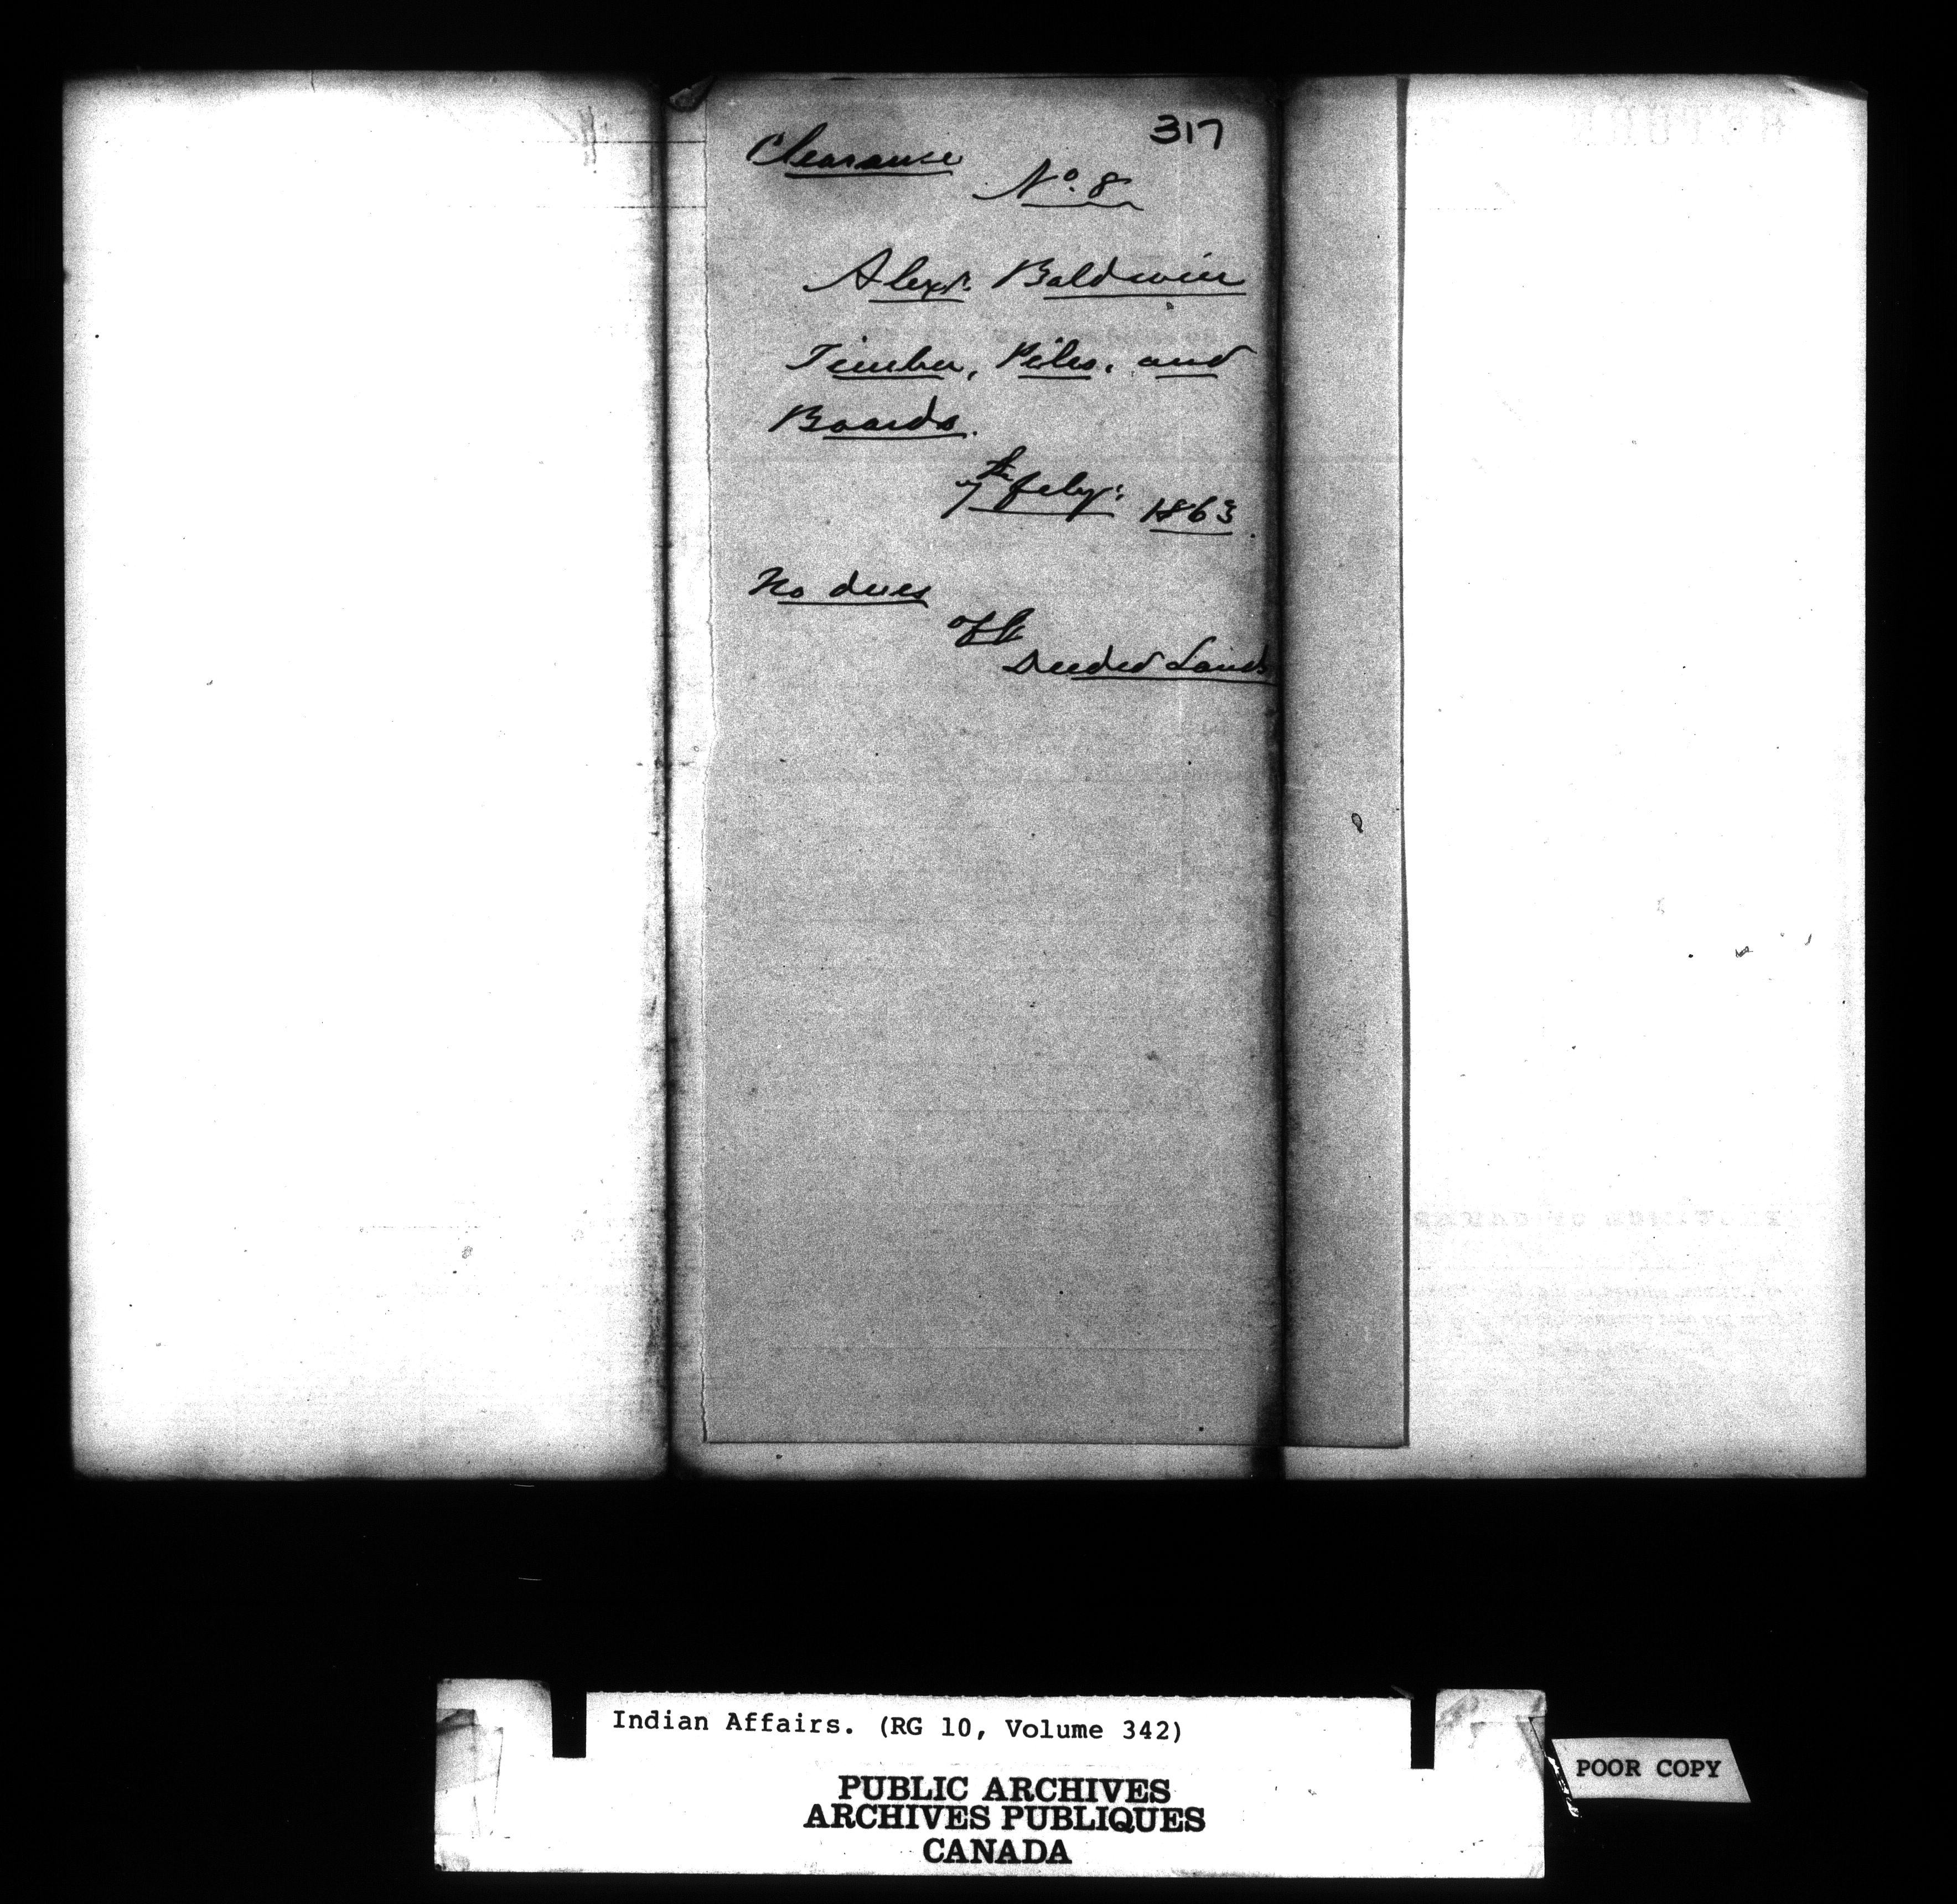 317
Clearance
No. 8
Alexr. Baldwin
Timber, Piles, and
Boards.
7th feby: 1863.
No dues
off
Deeded Lands
Indian Affairs. (RG 10, Volume 342)
PUBLIC ARCHIVES
ARCHIVES PUBLIQUES
CANADA
POOR COPY